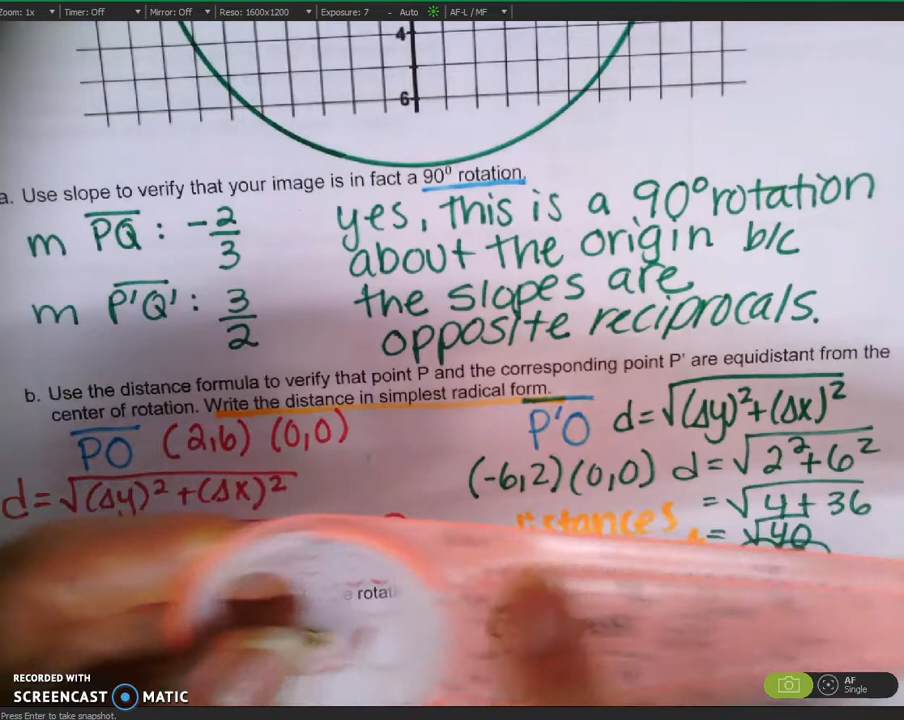 Zoom: 1x Timer: Off Mirror: Off Reso: 1600x1200 Exposure: 7 - Auto AF-L / MF
4
6
a. Use slope to verify that your image is in fact a 90° rotation.
m PQ : -2/3
yes, this is a 90° rotation
about the origin b/c
m P'Q' : 3/2
the slopes are
opposite reciprocals.
b. Use the distance formula to verify that point P and the corresponding point P' are equidistant from the
center of rotation. Write the distance in simplest radical form.
PO (2,6) (0,0)
d=√(Δy)²+(Δx)²
P'O d=√(Δy)²+(Δx)²
(-6,2)(0,0) d=√2²+6²
=√4+36
=√40
RECORDED WITH
SCREENCAST MATIC
AF
Single
Press Enter to take snapshot.